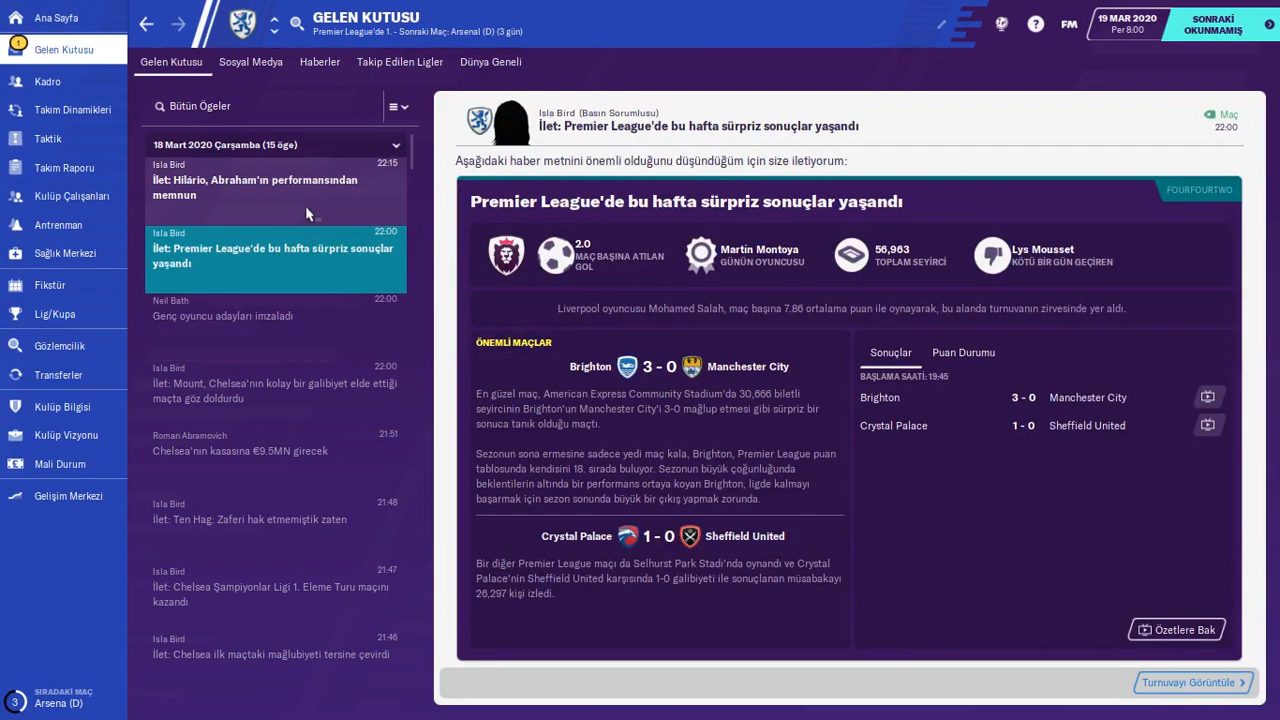 Ana Sayfa
1
Gelen Kutusu
Kadro
Takım Dinamikleri
Taktik
Takım Raporu
Kulüp Çalışanları
Antrenman
Sağlık Merkezi
Fikstür
Lig/Kupa
Gözlemcilik
Transferler
Kulüp Bilgisi
Kulüp Vizyonu
Mali Durum
Gelişim Merkezi
3
SIRADAKİ MAÇ
Arsena (D)
GELEN KUTUSU
Premier League'de 1. - Sonraki Maç: Arsenal (D) (3 gün)
?
FM
19 MAR 2020
Per 8:00
SONRAKİ
OKUNMAMIŞ
Gelen Kutusu
Sosyal Medya
Haberler
Takip Edilen Ligler
Dünya Geneli
Bütün Ögeler
18 Mart 2020 Çarşamba (15 öge)
Isla Bird 22:15
İlet: Hilário, Abraham'ın performansından
memnun
Isla Bird 22:00
İlet: Premier League'de bu hafta sürpriz sonuçlar
yaşandı
Neil Bath 22:00
Genç oyuncu adayları imzaladı
Isla Bird 22:00
İlet: Mount, Chelsea'nın kolay bir galibiyet elde ettiği
maçta göz doldurdu
Roman Abramovich 21:51
Chelsea'nın kasasına €9.5MN girecek
Isla Bird 21:48
İlet: Ten Hag: Zaferi hak etmemiştik zaten
Isla Bird 21:47
İlet: Chelsea Şampiyonlar Ligi 1. Eleme Turu maçını
kazandı
Isla Bird 21:46
İlet: Chelsea ilk maçtaki mağlubiyeti tersine çevirdi
Isla Bird (Basın Sorumlusu)
İlet: Premier League'de bu hafta sürpriz sonuçlar yaşandı
Maç
22:00
Aşağıdaki haber metnini önemli olduğunu düşündüğüm için size iletiyorum:
FOURFOURTWO
Premier League'de bu hafta sürpriz sonuçlar yaşandı
2.0
MAÇ BAŞINA ATILAN
GOL
Martin Montoya
GÜNÜN OYUNCUSU
56,963
TOPLAM SEYİRCİ
Lys Mousset
KÖTÜ BİR GÜN GEÇİREN
Liverpool oyuncusu Mohamed Salah, maç başına 7.86 ortalama puan ile oynayarak, bu alanda turnuvanın zirvesinde yer aldı.
ÖNEMLİ MAÇLAR
Brighton 3 - 0 Manchester City
En güzel maç, American Express Community Stadium'da 30,666 biletli
seyircinin Brighton'un Manchester City'i 3-0 mağlup etmesi gibi sürpriz bir
sonuca tanık olduğu maçtı.
Sezonun sona ermesine sadece yedi maç kala, Brighton, Premier League puan
tablosunda kendisini 18. sırada buluyor. Sezonun büyük çoğunluğunda
beklentilerin altında bir performans ortaya koyan Brighton, ligde kalmayı
başarmak için sezon sonunda büyük bir çıkış yapmak zorunda.
Crystal Palace 1 - 0 Sheffield United
Bir diğer Premier League maçı da Selhurst Park Stadı'nda oynandı ve Crystal
Palace'nin Sheffield United karşısında 1-0 galibiyeti ile sonuçlanan müsabakayı
26,297 kişi izledi.
Sonuçlar
Puan Durumu
BAŞLAMA SAATİ: 19:45
Brighton 3 - 0 Manchester City
Crystal Palace 1 - 0 Sheffield United
Özetlere Bak
Turnuvayı Görüntüle